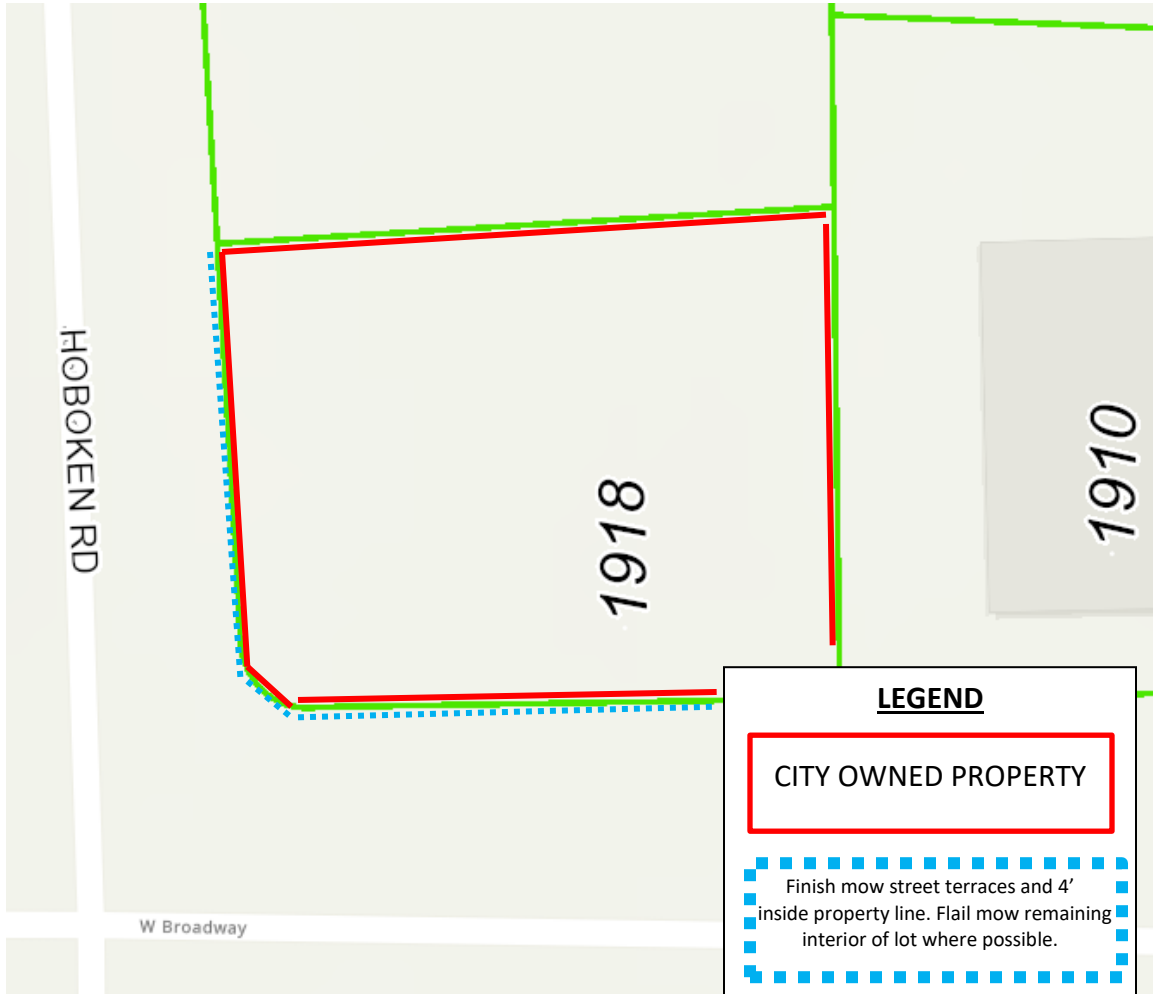 HOBOKEN RD
1918
1910
W Broadway
LEGEND
CITY OWNED PROPERTY
Finish mow street terraces and 4’
inside property line. Flail mow remaining
interior of lot where possible.